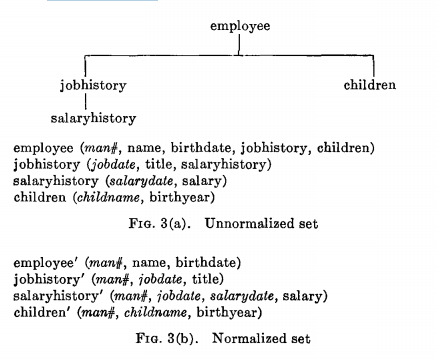 employee
jobhistory children
salaryhistory
employee (man#, name, birthdate, jobhistory, children)
jobhistory (jobdate, title, salaryhistory)
salaryhistory (salarydate, salary)
children (childname, birthyear)
FIG. 3(a). Unnormalized set
employee′ (man#, name, birthdate)
jobhistory′ (man#, jobdate, title)
salaryhistory′ (man#, jobdate, salarydate, salary)
children′ (man#, childname, birthyear)
FIG. 3(b). Normalized set